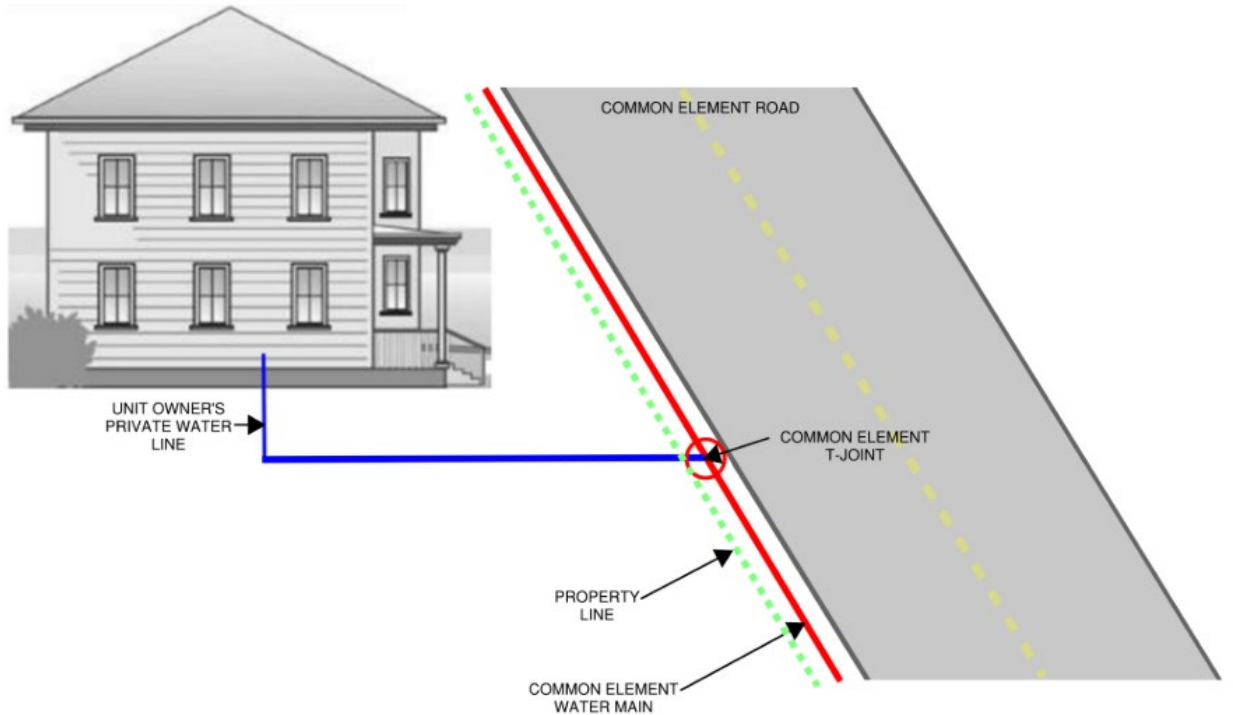 COMMON ELEMENT ROAD
UNIT OWNER'S
PRIVATE WATER
LINE
COMMON ELEMENT
T-JOINT
PROPERTY
LINE
COMMON ELEMENT
WATER MAIN